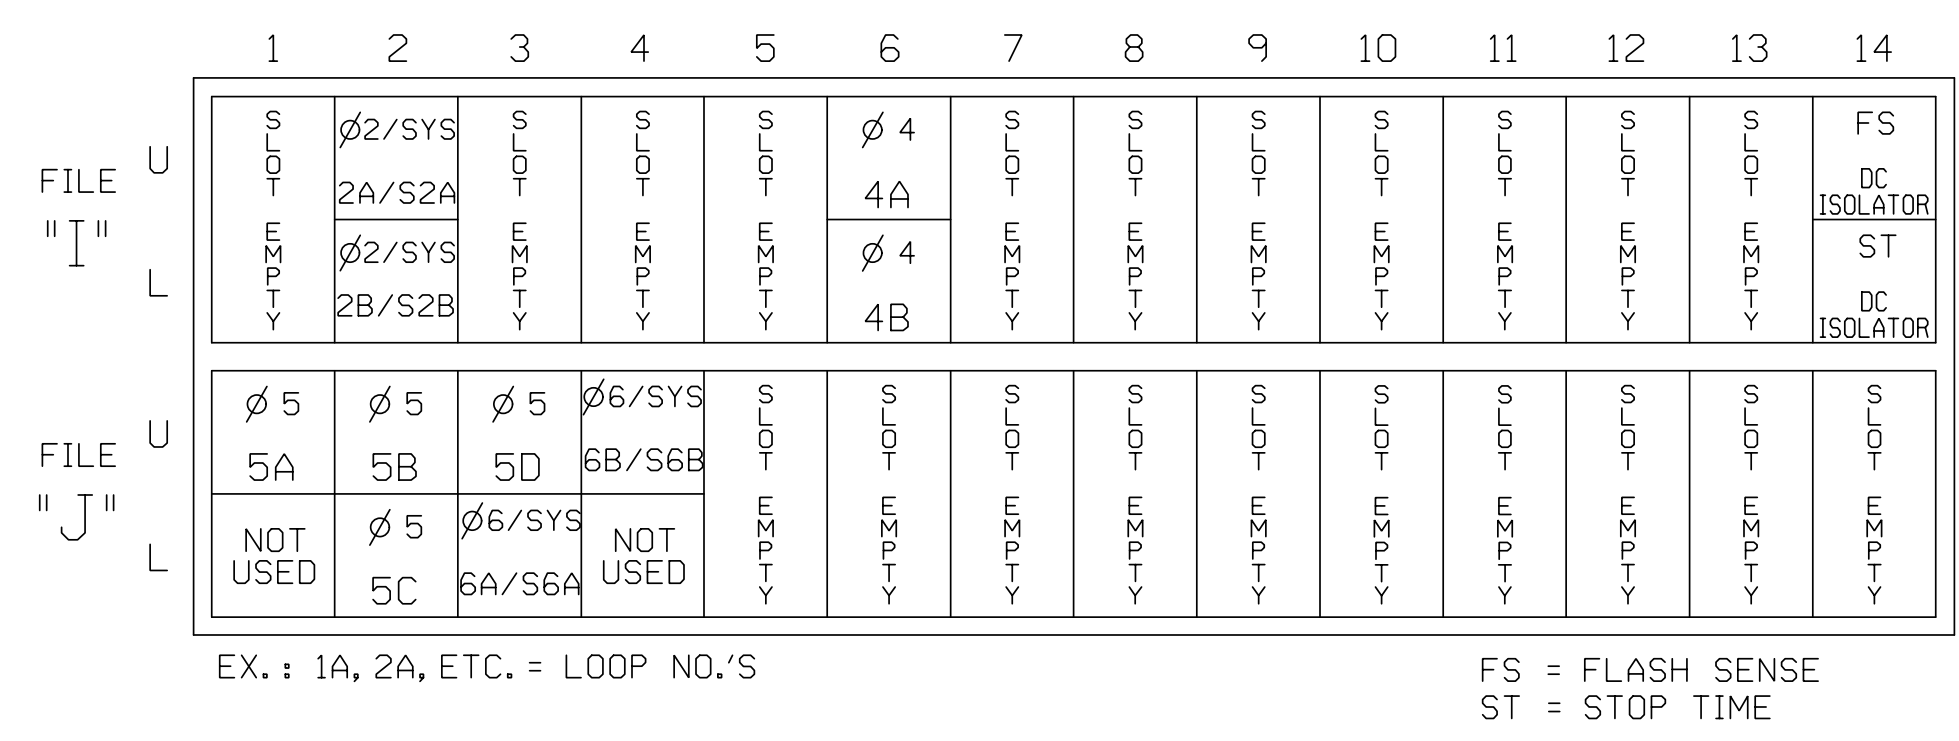 1 2 3 4 5 6 7 8 9 10 11 12 13 14
FILE "I"
U
L
SLOT EMPTY
Ø2/SYS
2A/S2A
Ø2/SYS
2B/S2B
SLOT EMPTY
SLOT EMPTY
SLOT EMPTY
Ø 4
4A
Ø 4
4B
SLOT EMPTY
SLOT EMPTY
SLOT EMPTY
SLOT EMPTY
SLOT EMPTY
SLOT EMPTY
SLOT EMPTY
FS
DC
ISOLATOR
ST
DC
ISOLATOR
FILE "J"
U
L
Ø 5
5A
NOT
USED
Ø 5
5B
Ø 5
5C
Ø 5
5D
Ø6/SYS
6A/S6A
Ø6/SYS
6B/S6B
NOT
USED
SLOT EMPTY
SLOT EMPTY
SLOT EMPTY
SLOT EMPTY
SLOT EMPTY
SLOT EMPTY
SLOT EMPTY
SLOT EMPTY
SLOT EMPTY
SLOT EMPTY
EX.: 1A, 2A, ETC. = LOOP NO.'S
FS = FLASH SENSE
ST = STOP TIME